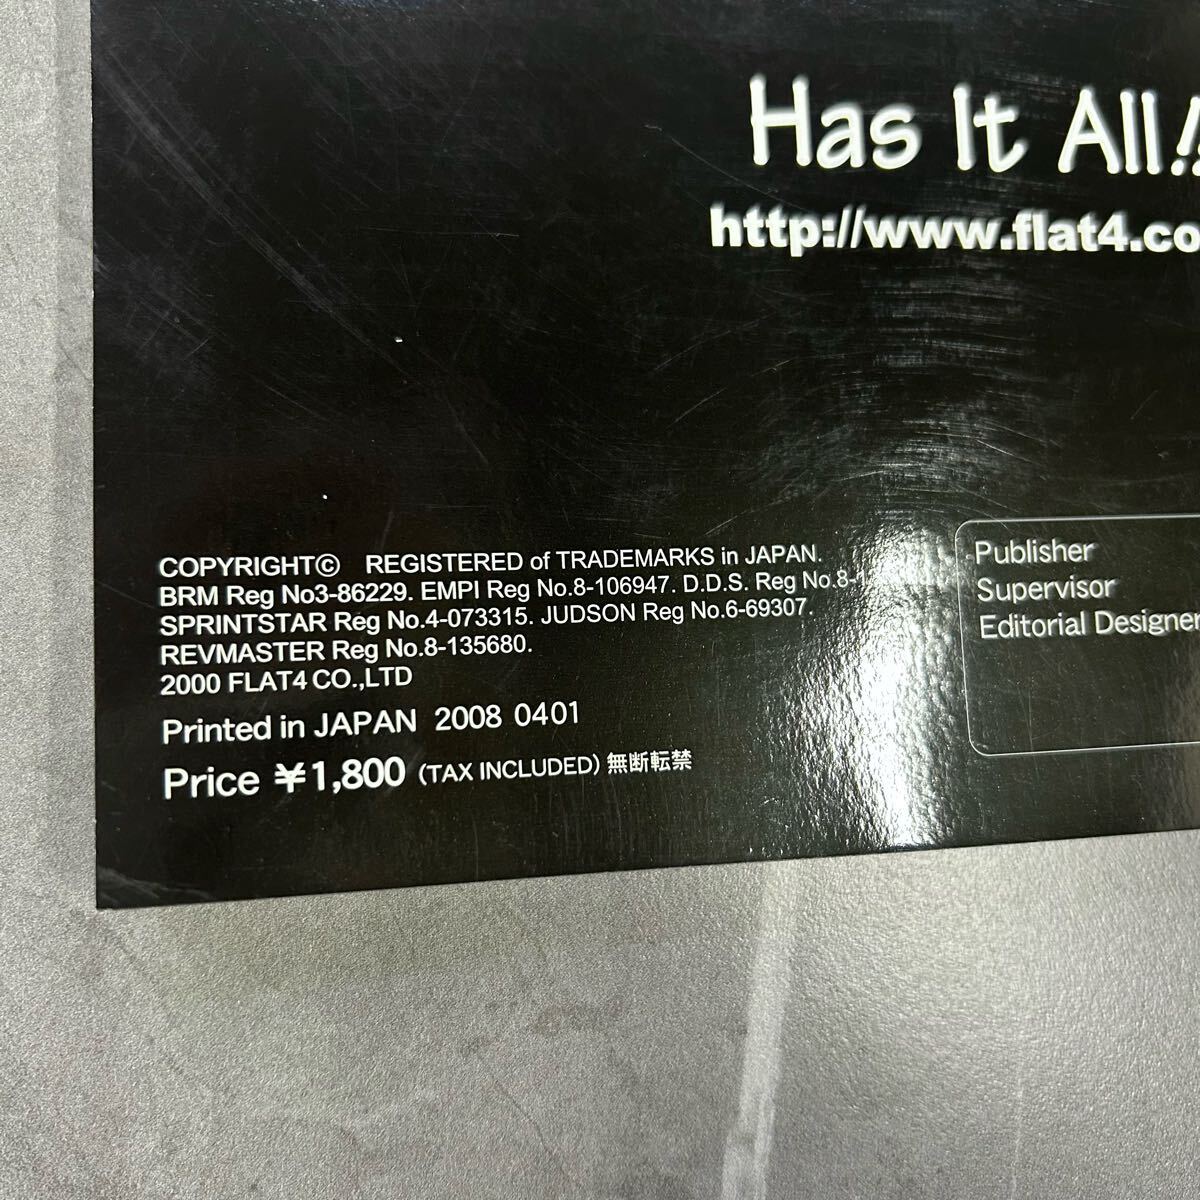 Has It All!!
http://www.flat4.co
COPYRIGHT© REGISTERED of TRADEMARKS in JAPAN.
BRM Reg No3-86229. EMPI Reg No.8-106947. D.D.S. Reg No.8-1
SPRINTSTAR Reg No.4-073315. JUDSON Reg No.6-69307.
REVMASTER Reg No.8-135680.
2000 FLAT4 CO.,LTD
Printed in JAPAN 2008 0401
Price ¥1,800 (TAX INCLUDED) 無断転禁
Publisher
Supervisor
Editorial Designer